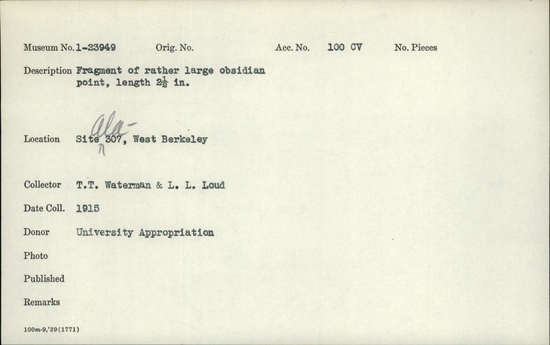 Museum No. 1-23949 Orig. No. Acc. No. 100 CV No. Pieces
Description Fragment of rather large obsidian
point, length 2½ in.
Ala-
Location Site 307, West Berkeley
Collector T.T. Waterman & L. L. Loud
Date Coll. 1915
Donor University Appropriation
Photo
Published
Remarks
100m-9,'39(1771)